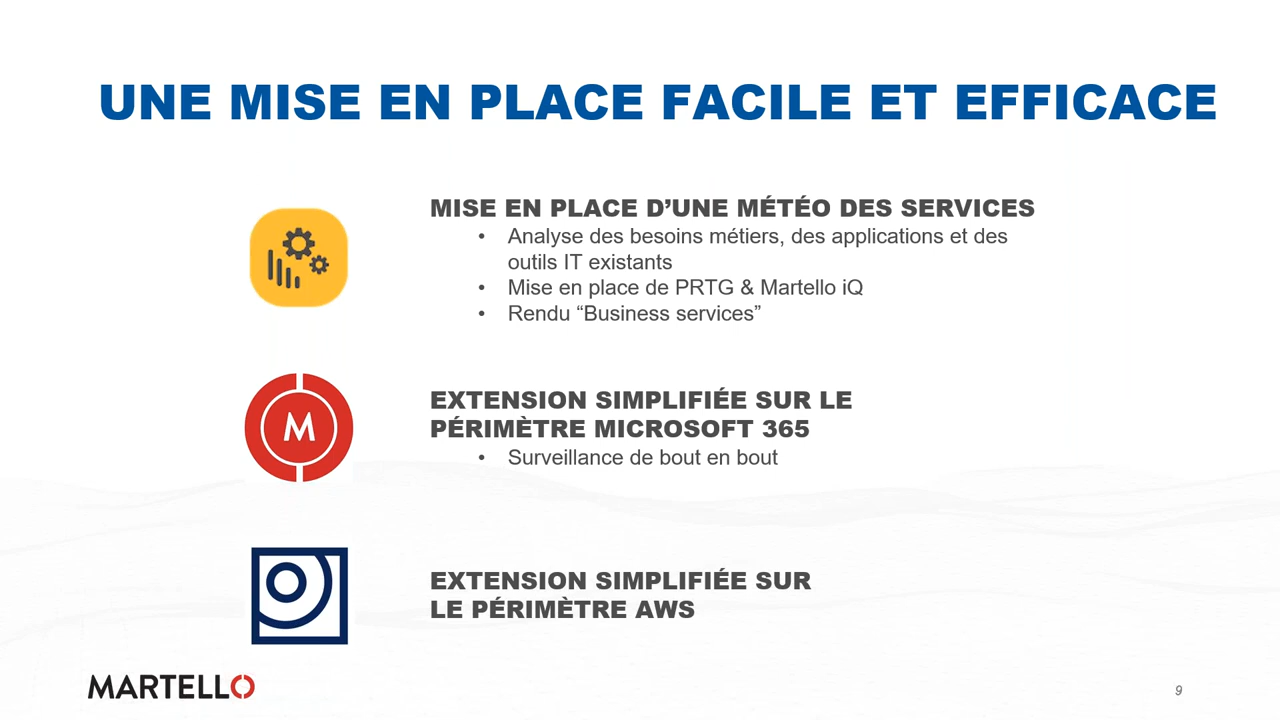 UNE MISE EN PLACE FACILE ET EFFICACE
MISE EN PLACE D’UNE MÉTÉO DES SERVICES
• Analyse des besoins métiers, des applications et des
outils IT existants
• Mise en place de PRTG & Martello iQ
• Rendu “Business services”
M
EXTENSION SIMPLIFIÉE SUR LE
PÉRIMÈTRE MICROSOFT 365
• Surveillance de bout en bout
EXTENSION SIMPLIFIÉE SUR
LE PÉRIMÈTRE AWS
MARTELLO
9